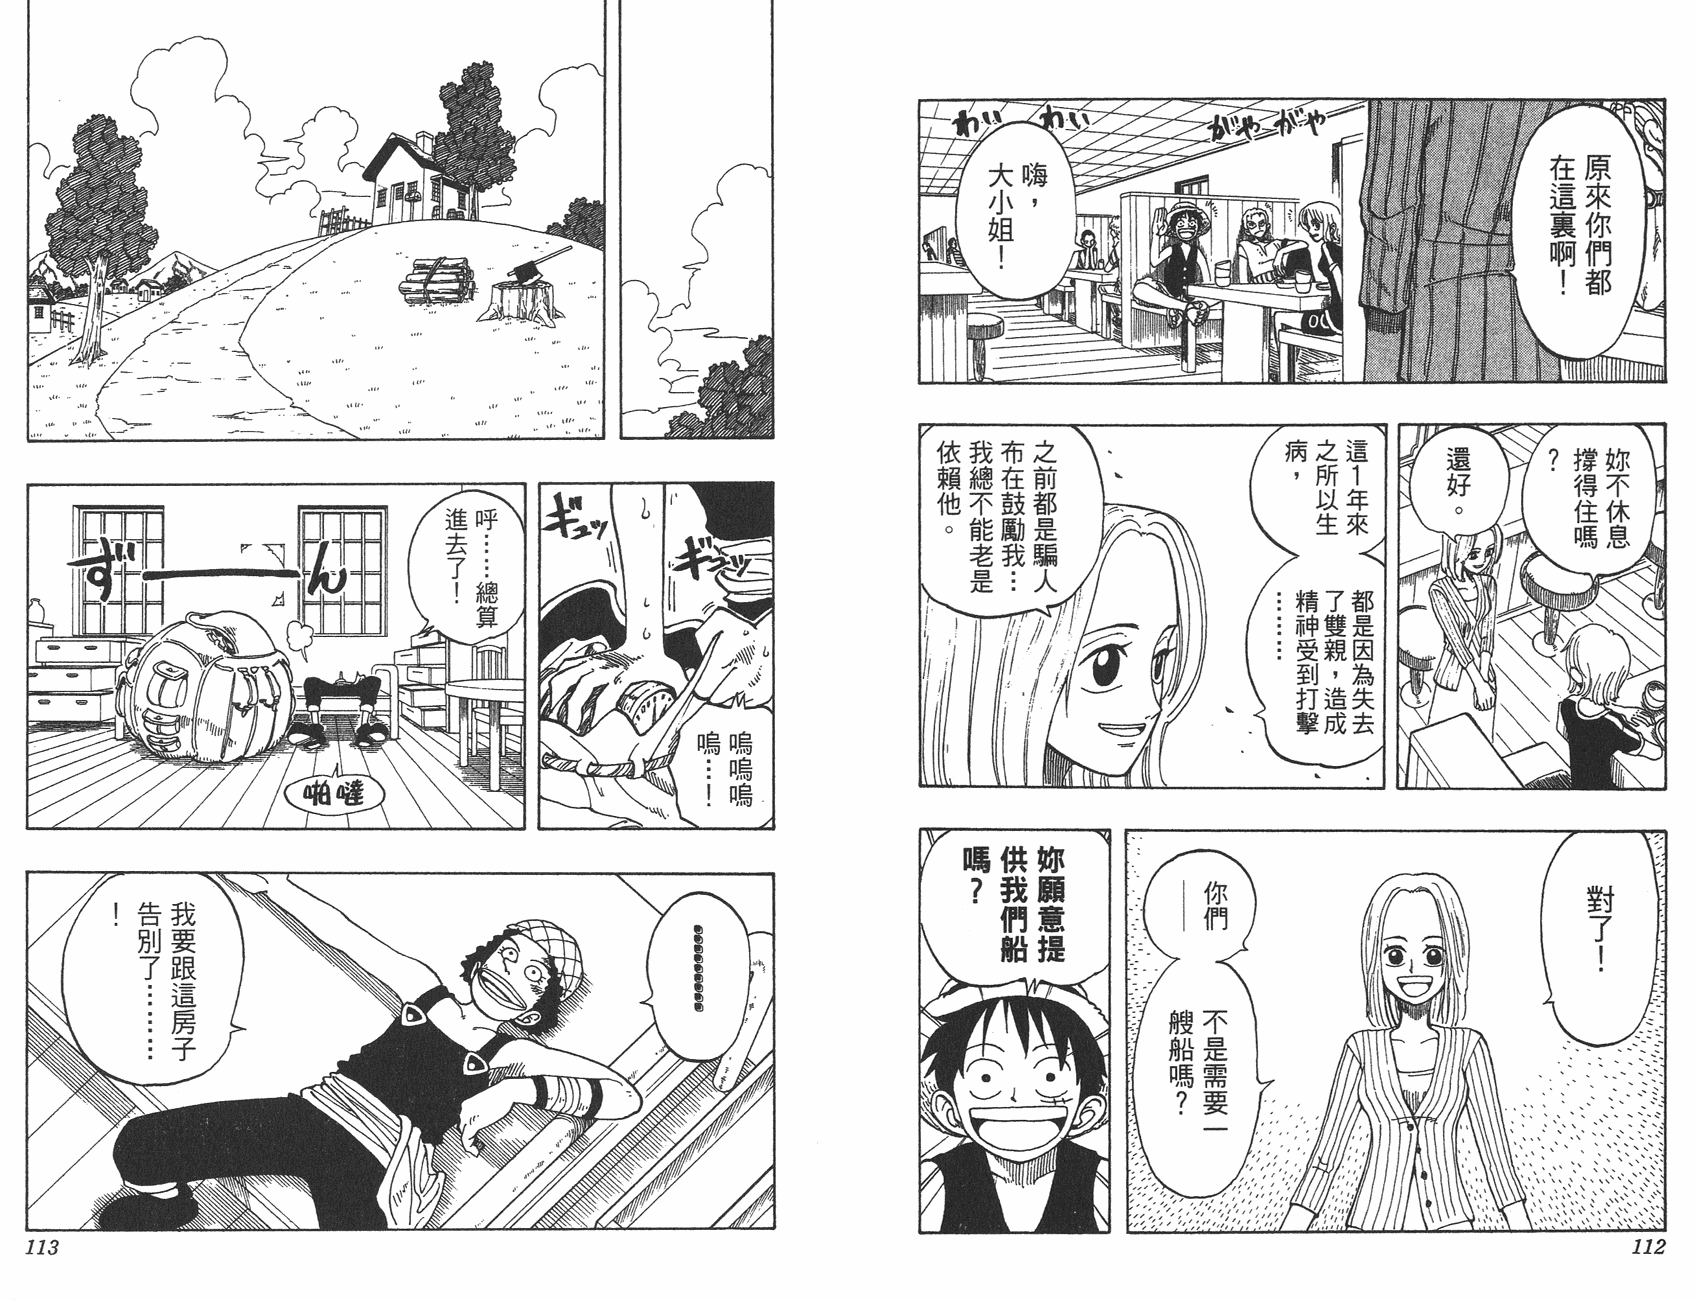 原來你們都
在這裏啊！
がやがや
わい わい
嗨，
大小姐！
妳不休息
撐得住嗎
？
還好。
這1年來
之所以生
病，
都是因為失去
了雙親，造成
精神受到打擊
………
之前都是騙人
布在鼓勵我…
我總不能老是
依賴他。
對了！
你們
──
不是需要一
艘船嗎？
妳願意提
供我們船
嗎？
112
ギュッ
ギュッ
嗚嗚嗚
嗚…！
呼……總算
進去了！
ずーん
啪噠
…………
我要跟這房子
告別了………
！
113